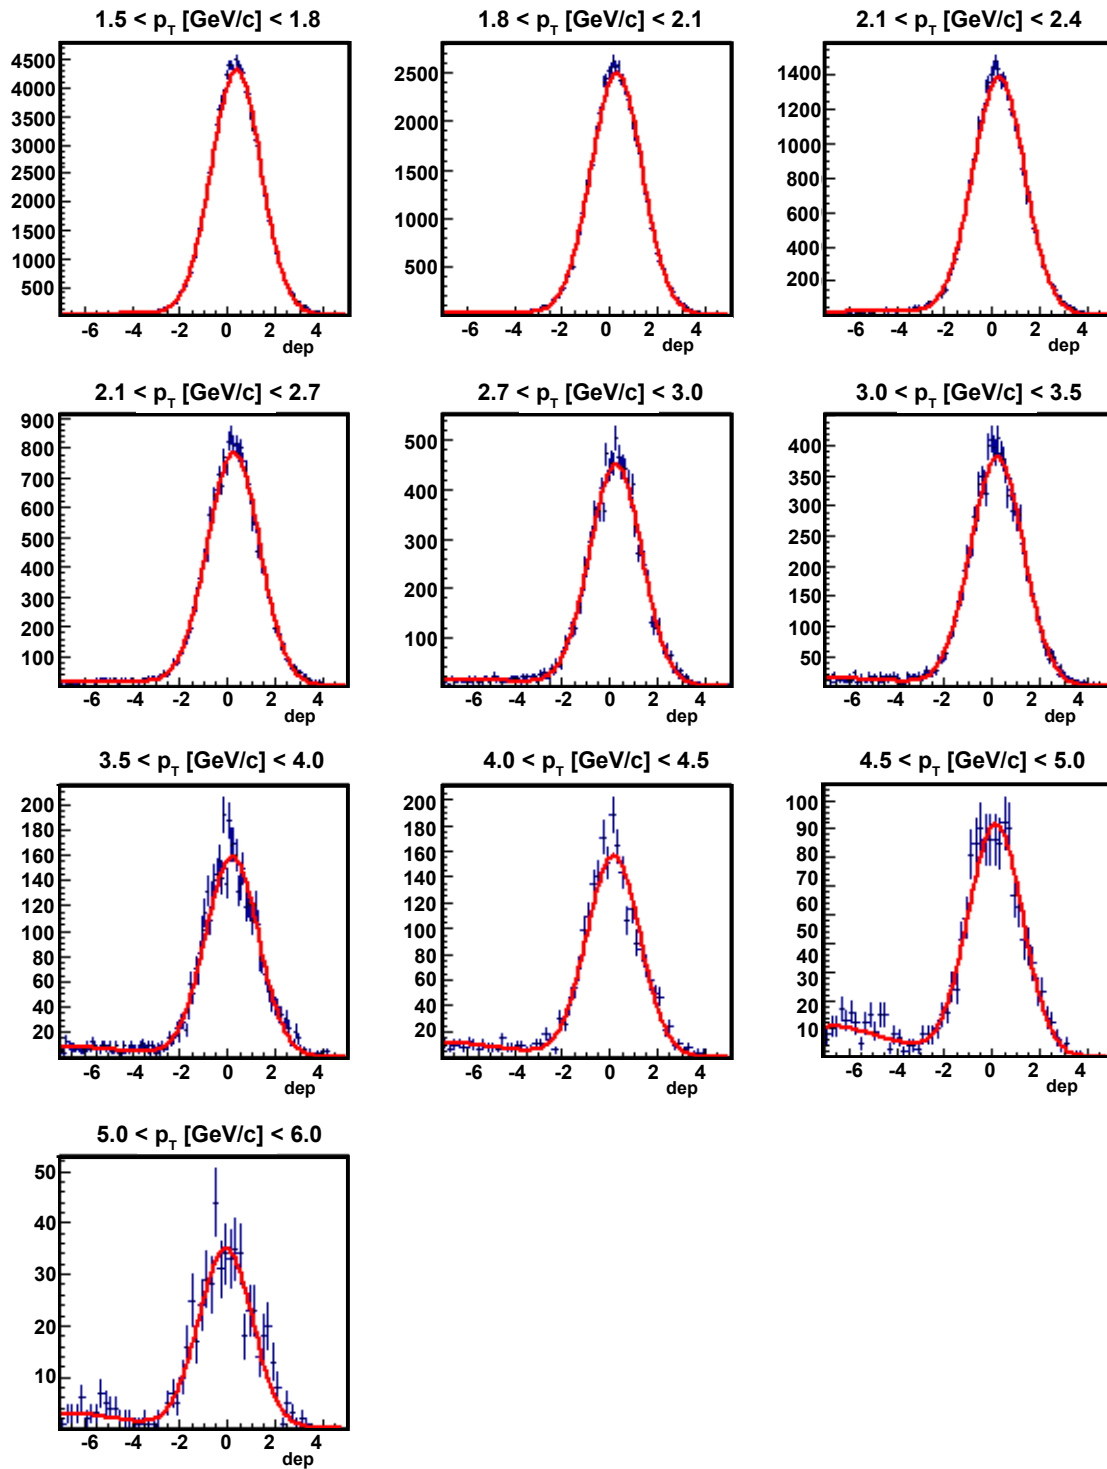 1.5 < p_T [GeV/c] < 1.8
4500
4000
3500
3000
2500
2000
1500
1000
500
-6 -4 -2 0 2 4
dep
1.8 < p_T [GeV/c] < 2.1
2500
2000
1500
1000
500
-6 -4 -2 0 2 4
dep
2.1 < p_T [GeV/c] < 2.4
1400
1200
1000
800
600
400
200
-6 -4 -2 0 2 4
dep
2.1 < p_T [GeV/c] < 2.7
900
800
700
600
500
400
300
200
100
-6 -4 -2 0 2 4
dep
2.7 < p_T [GeV/c] < 3.0
500
400
300
200
100
-6 -4 -2 0 2 4
dep
3.0 < p_T [GeV/c] < 3.5
400
350
300
250
200
150
100
50
-6 -4 -2 0 2 4
dep
3.5 < p_T [GeV/c] < 4.0
200
180
160
140
120
100
80
60
40
20
-6 -4 -2 0 2 4
dep
4.0 < p_T [GeV/c] < 4.5
200
180
160
140
120
100
80
60
40
20
-6 -4 -2 0 2 4
dep
4.5 < p_T [GeV/c] < 5.0
100
90
80
70
60
50
40
30
20
10
-6 -4 -2 0 2 4
dep
5.0 < p_T [GeV/c] < 6.0
50
40
30
20
10
-6 -4 -2 0 2 4
dep